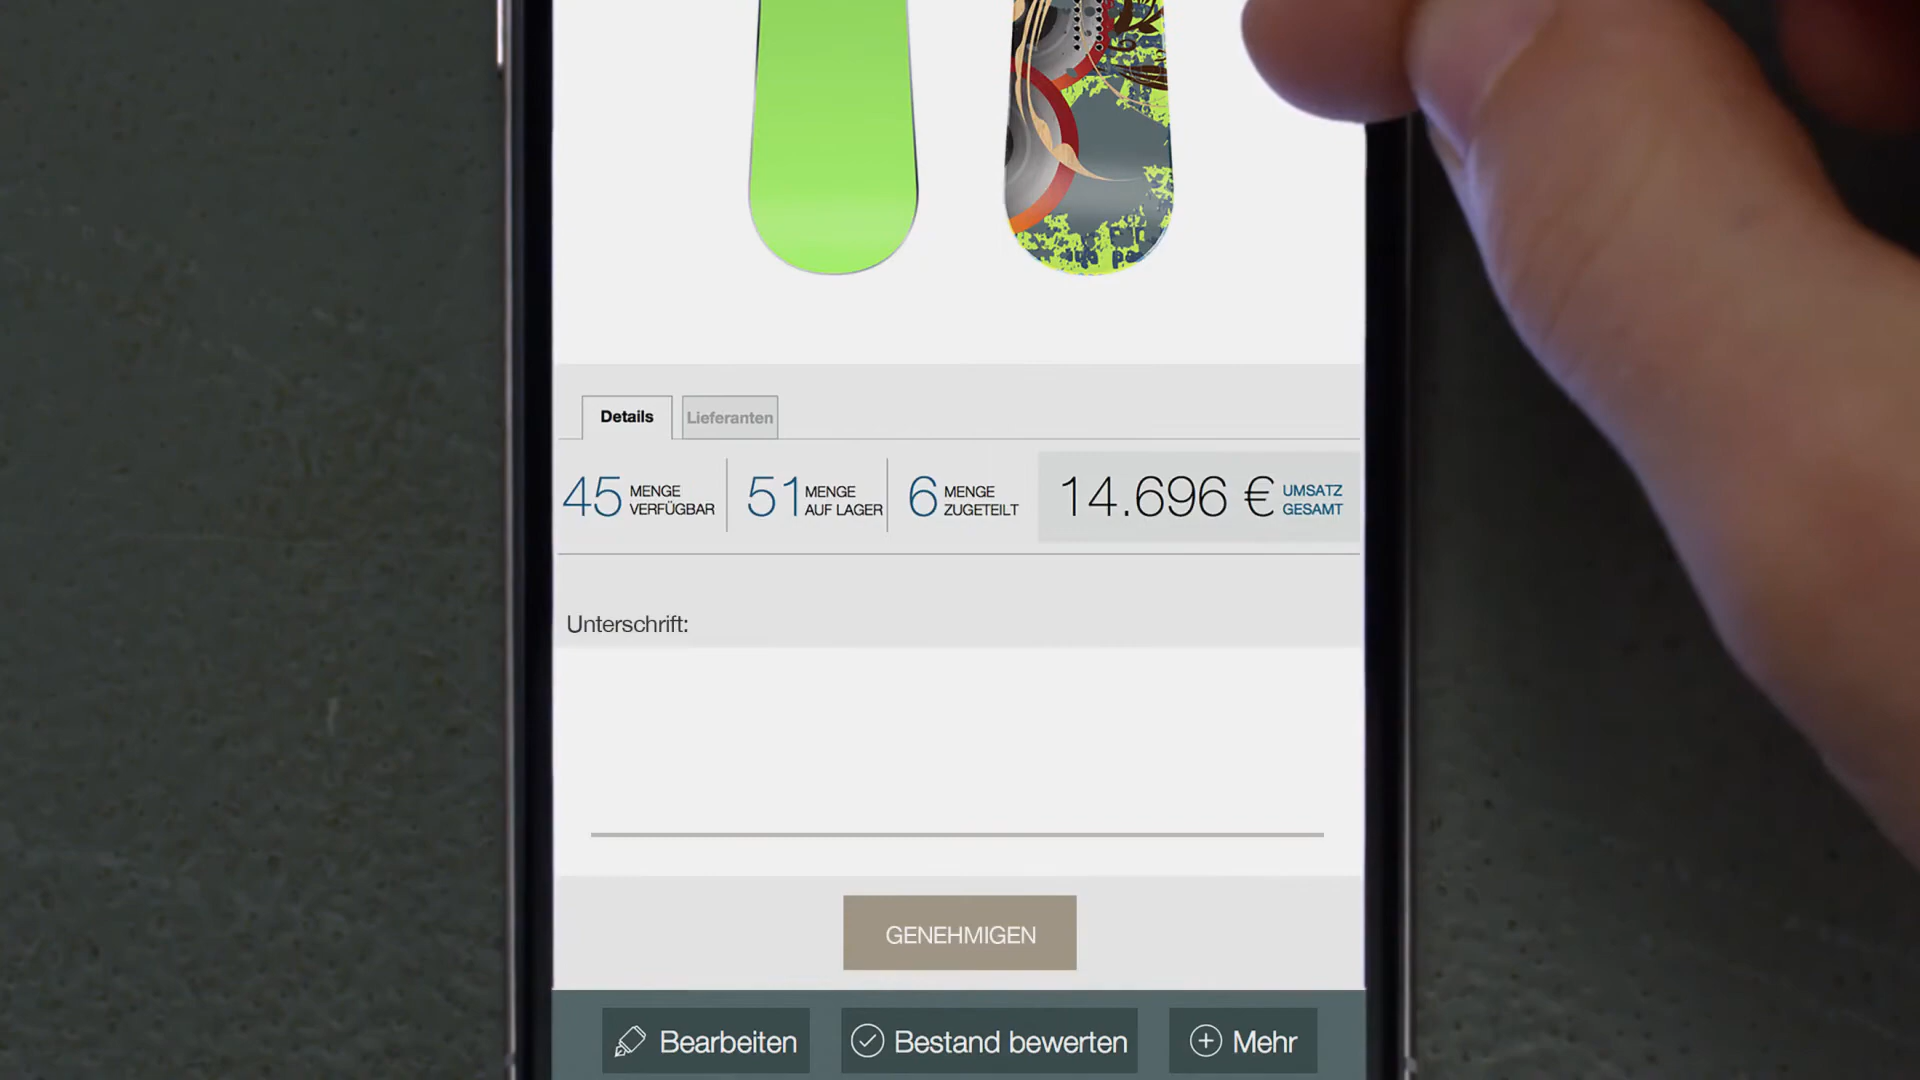 Details
Lieferanten
45 MENGE VERFÜGBAR
51 MENGE AUF LAGER
6 MENGE ZUGETEILT
14.696 € UMSATZ GESAMT
Unterschrift:
GENEHMIGEN
Bearbeiten
Bestand bewerten
Mehr